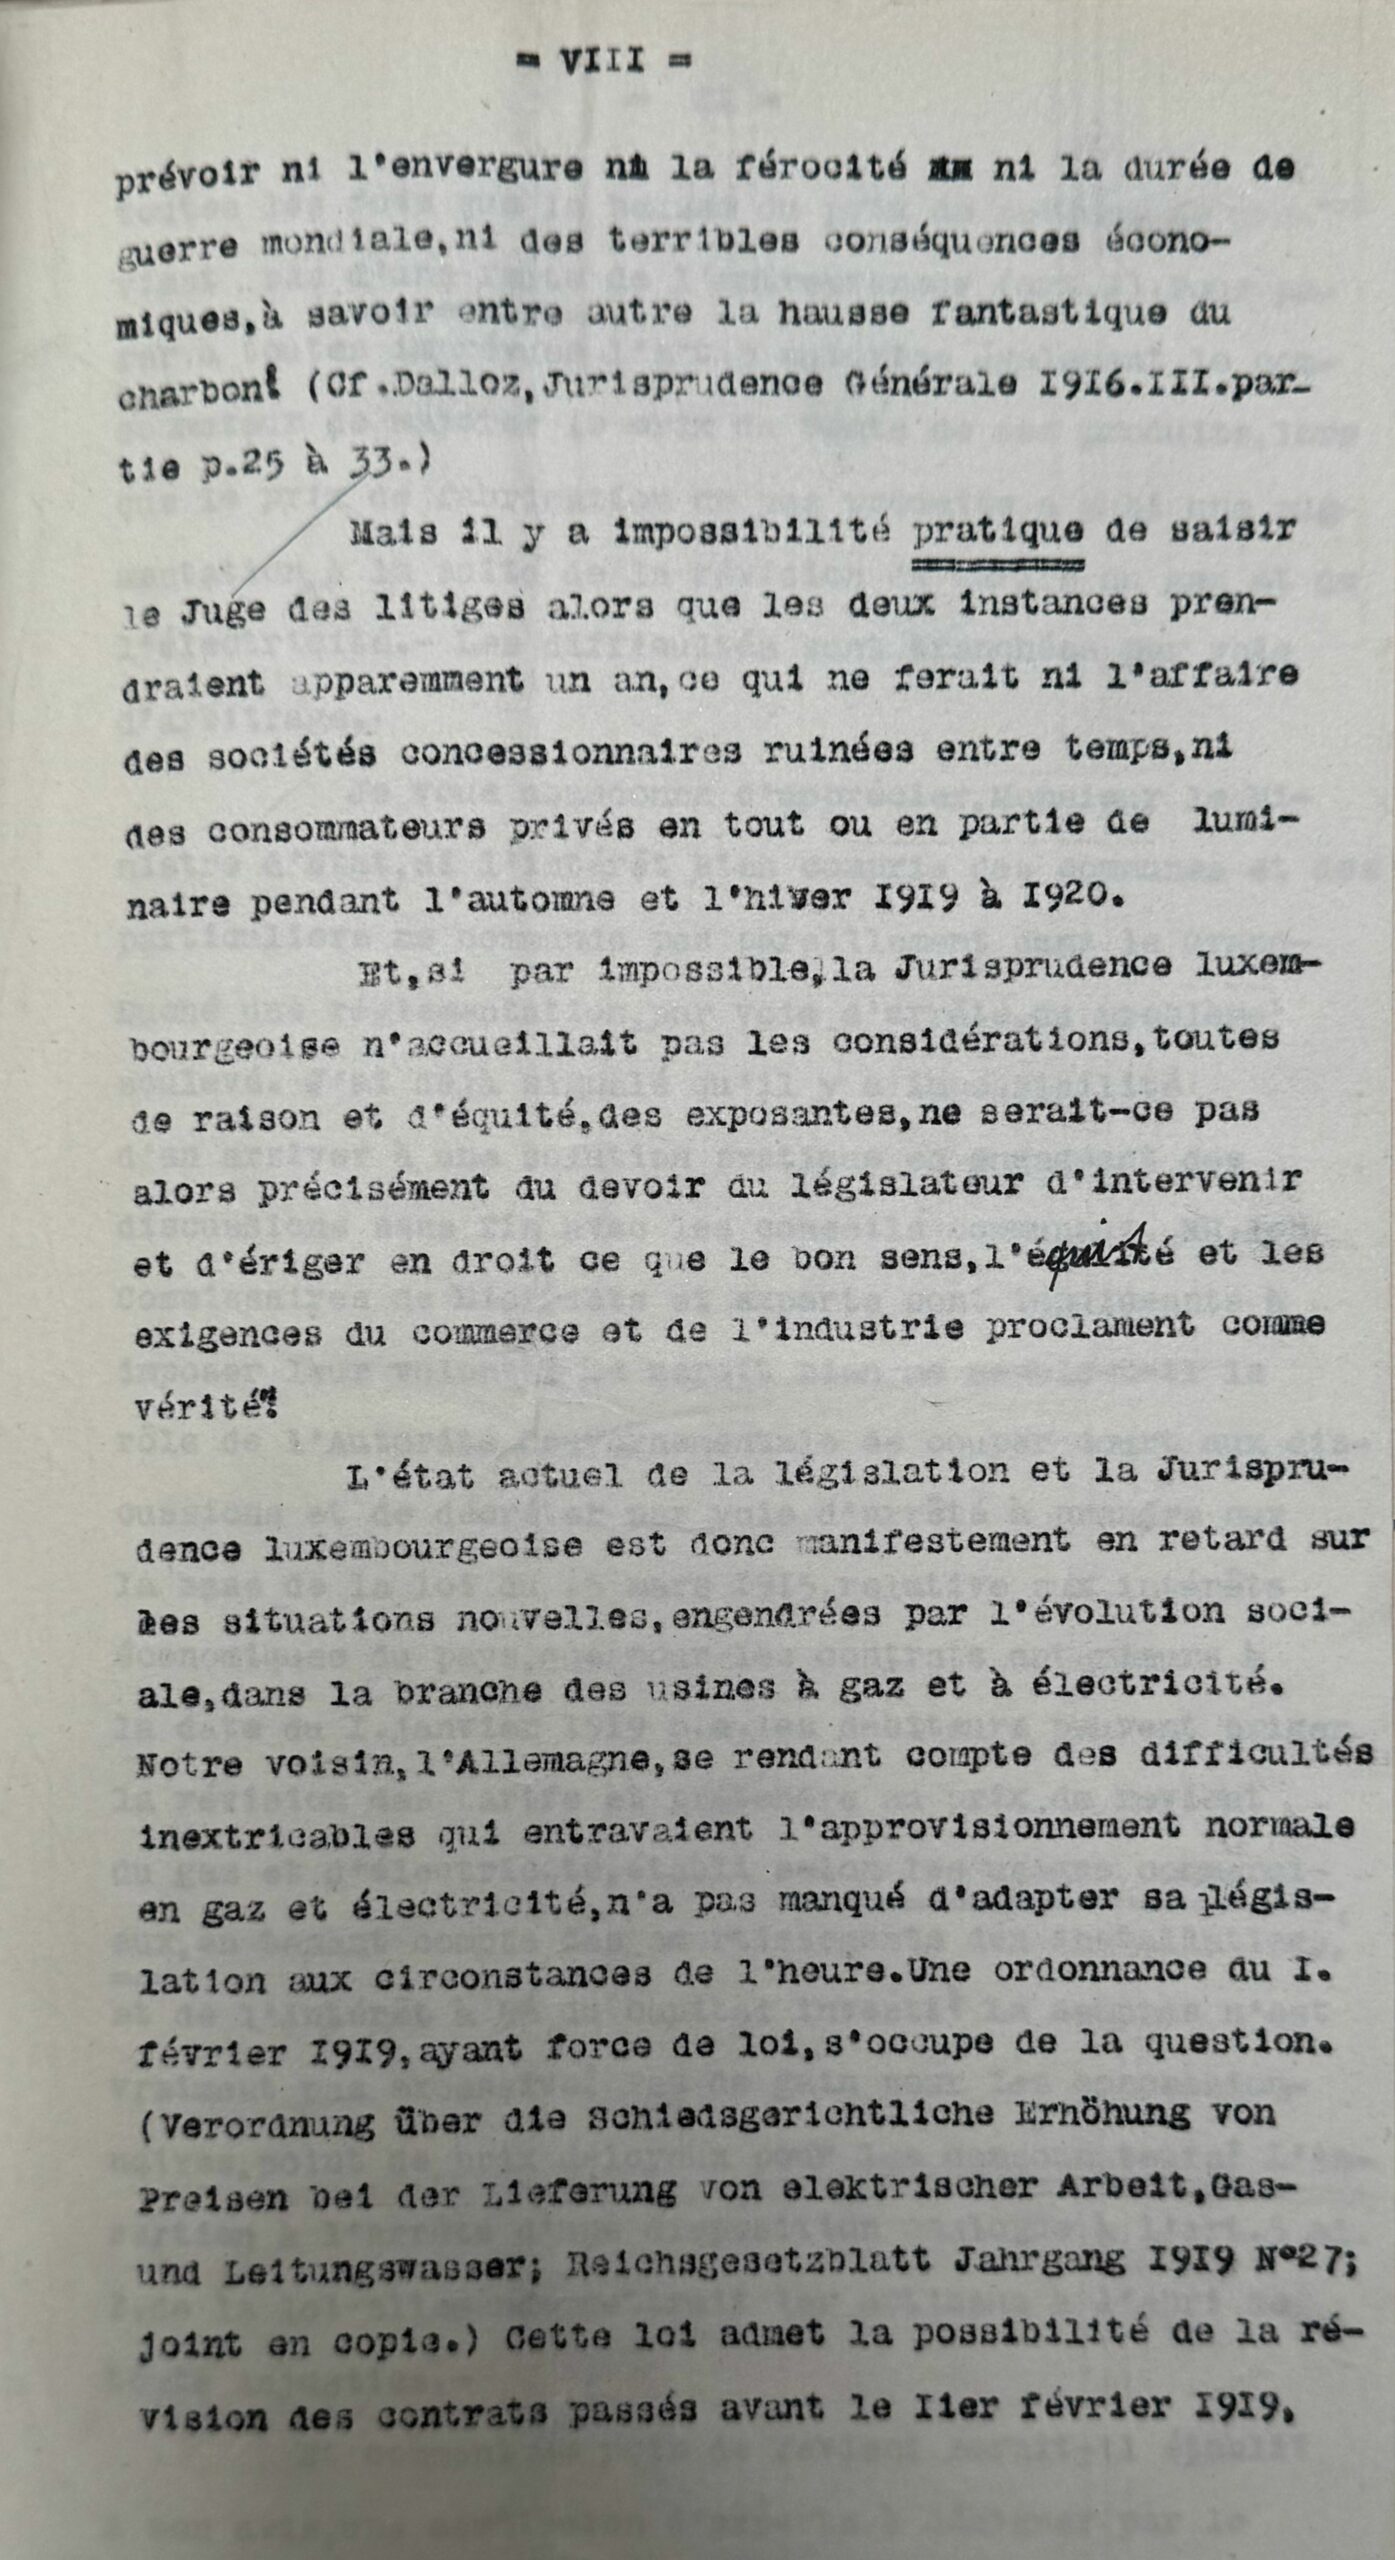 = VIII =
prévoir ni l'envergure ni la férocité ni la durée de
guerre mondiale,ni des terribles conséquences écono-
miques,à savoir entre autre la hausse fantastique du
charbon! (Cf.Dalloz,Jurisprudence Générale 1916.III.par-
tie p.25 à 33.)
Mais il y a impossibilité pratique de saisir
le Juge des litiges alors que les deux instances pren-
draient apparemment un an,ce qui ne ferait ni l'affaire
des sociétés concessionnaires ruinées entre temps,ni
des consommateurs privés en tout ou en partie de lumi-
naire pendant l'automne et l'hiver 1919 à 1920.
Et,si par impossible,la Jurisprudence luxem-
bourgeoise n'accueillait pas les considérations,toutes
de raison et d'équité,des exposantes,ne serait-ce pas
alors précisément du devoir du législateur d'intervenir
et d'ériger en droit ce que le bon sens,l'équité et les
exigences du commerce et de l'industrie proclament comme
vérité!
L'état actuel de la législation et la Jurispru-
dence luxembourgeoise est donc manifestement en retard sur
les situations nouvelles,engendrées par l'évolution soci-
ale,dans la branche des usines à gaz et à électricité.
Notre voisin,l'Allemagne,se rendant compte des difficultés
inextricables qui entravaient l'approvisionnement normale
en gaz et électricité,n'a pas manqué d'adapter sa légis-
lation aux circonstances de l'heure.Une ordonnance du I.
février 1919,ayant force de loi,s'occupe de la question.
(Verordnung über die Schiedsgerichtliche Erhöhung von
Preisen bei der Lieferung von elektrischer Arbeit,Gas-
und Leitungswasser; Reichsgesetzblatt Jahrgang 1919 N°27;
joint en copie.) Cette loi admet la possibilité de la ré-
vision des contrats passés avant le Iier février 1919,